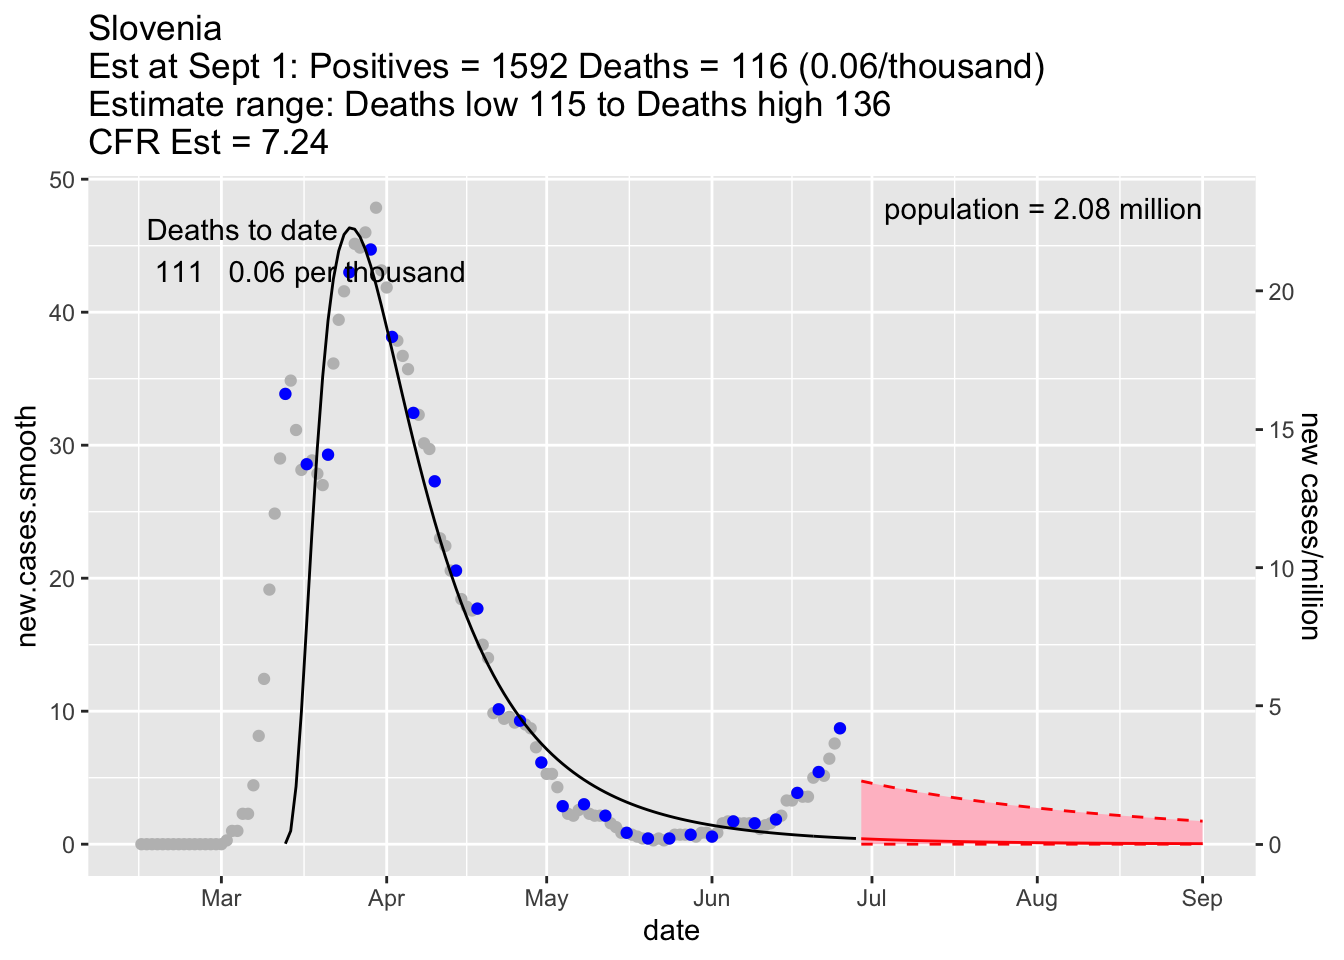 Slovenia
Est at Sept 1: Positives = 1592 Deaths = 116 (0.06/thousand)
Estimate range: Deaths low 115 to Deaths high 136
CFR Est = 7.24
Deaths to date
111 0.06 per thousand
population = 2.08 million
new.cases.smooth
50
40
30
20
10
0
new cases/million
20
15
10
5
0
Mar Apr May Jun Jul Aug Sep
date